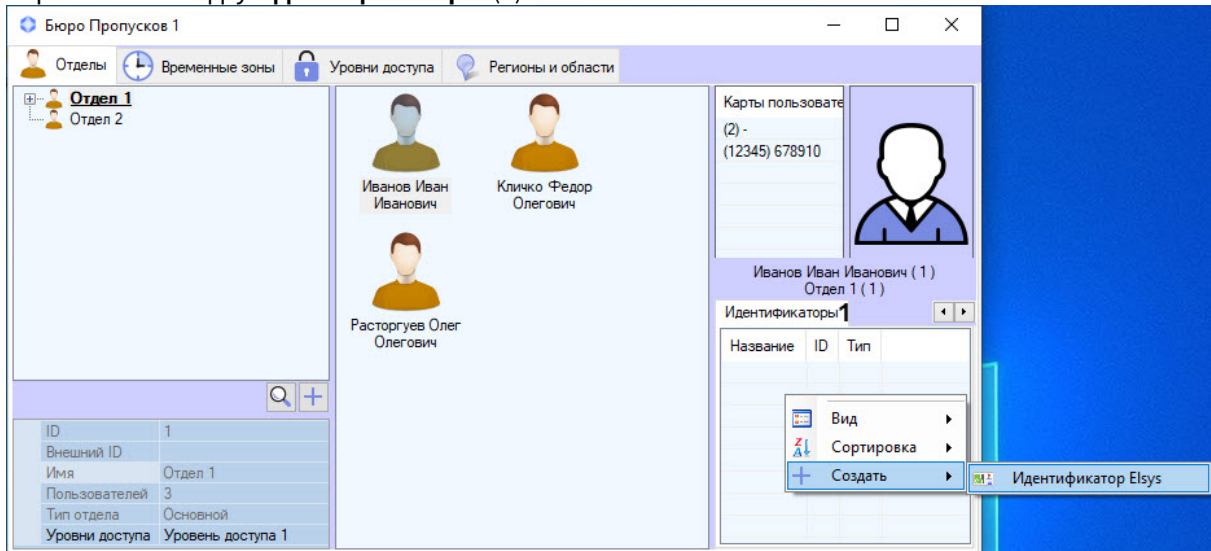 Бюро Пропусков 1
Отделы
Временные зоны
Уровни доступа
Регионы и области
Отдел 1
Отдел 2
Иванов Иван
Иванович
Кличко Федор
Олегович
Расторгуев Олег
Олегович
Карты пользовате
(2) -
(12345) 678910
Иванов Иван Иванович ( 1 )
Отдел 1 ( 1 )
Идентификаторы 1
Название ID Тип
Вид
Сортировка
Создать
Идентификатор Elsys
ID 1
Внешний ID
Имя Отдел 1
Пользователей 3
Тип отдела Основной
Уровни доступа Уровень доступа 1